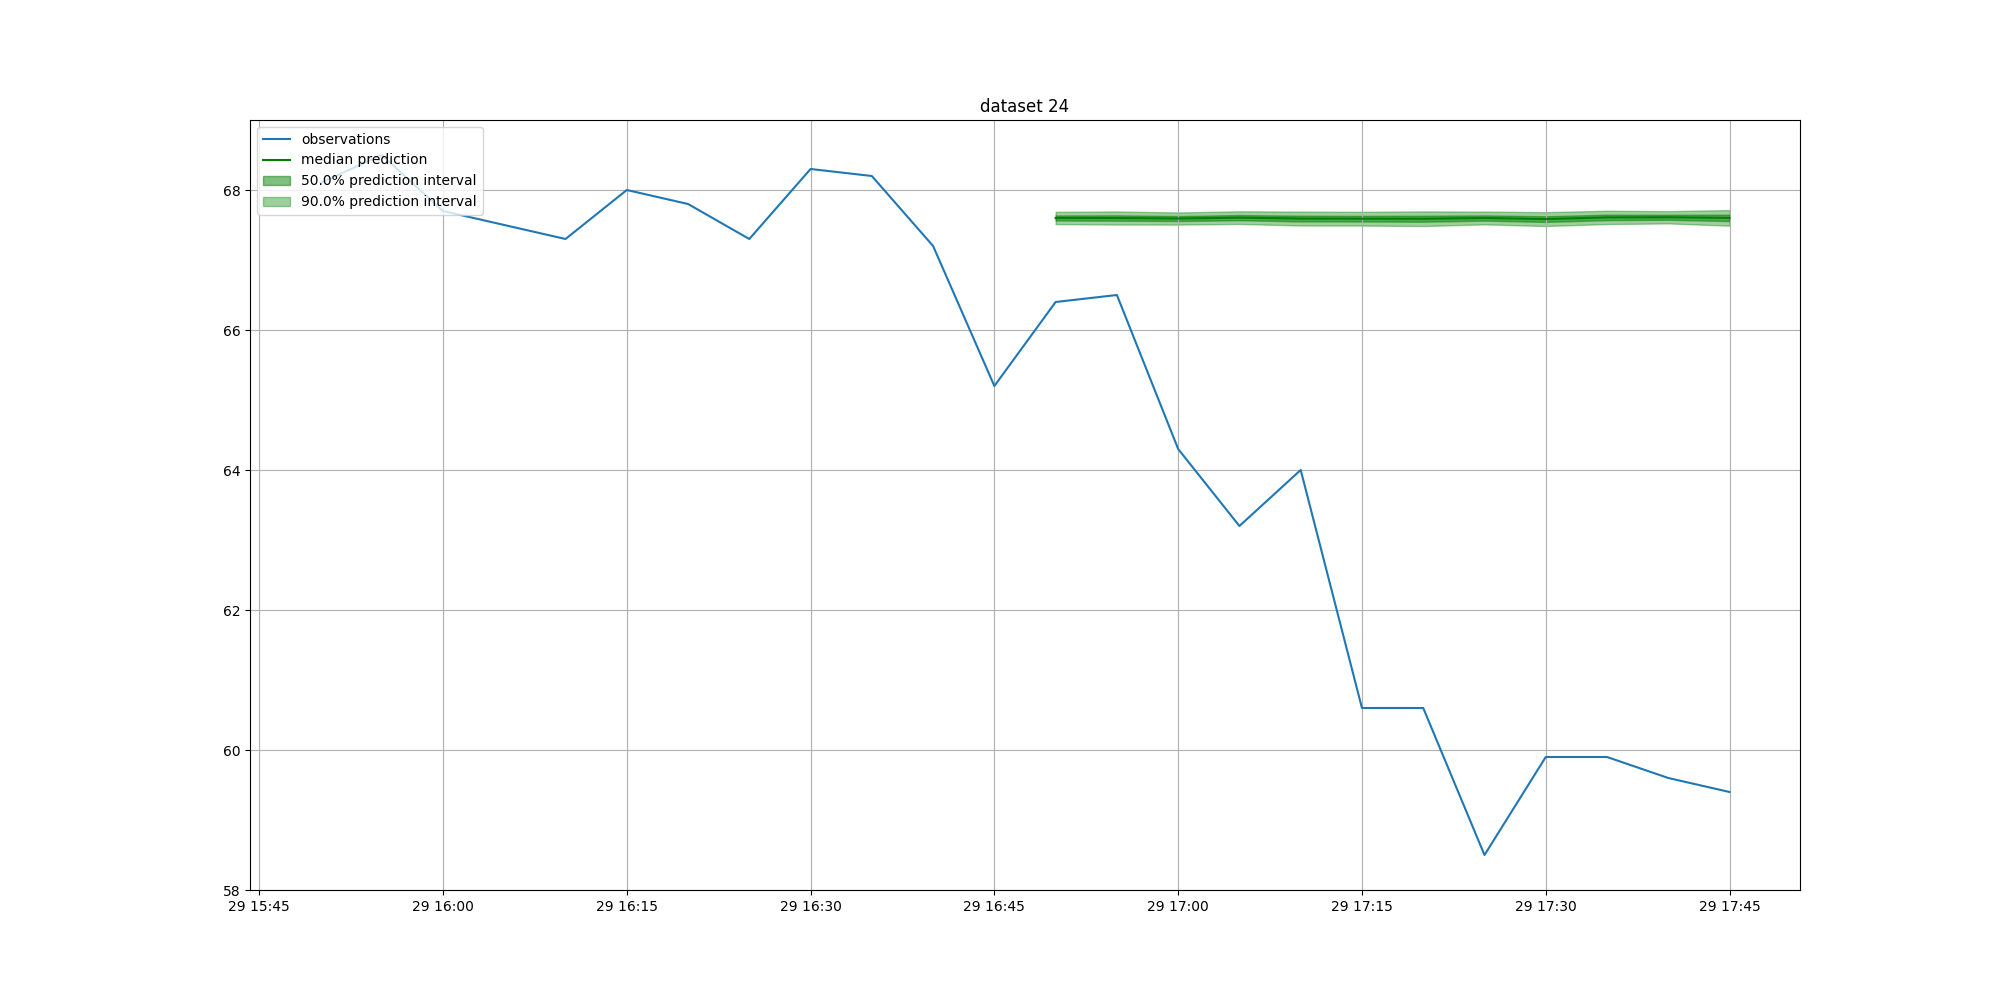 dataset 24
observations
median prediction
50.0% prediction interval
90.0% prediction interval
68
66
64
62
60
58
29 15:45 29 16:00 29 16:15 29 16:30 29 16:45 29 17:00 29 17:15 29 17:30 29 17:45